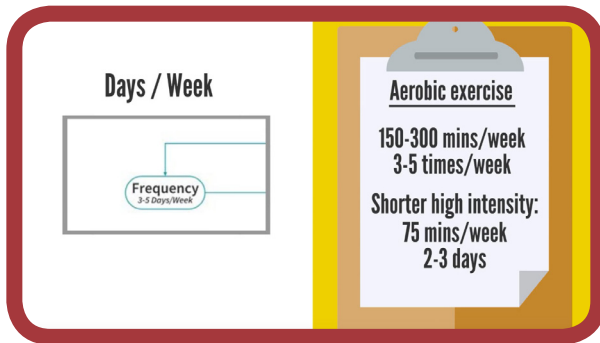 Days / Week
Frequency
3-5 Days/Week
Aerobic exercise
150-300 mins/week
3-5 times/week
Shorter high intensity:
75 mins/week
2-3 days